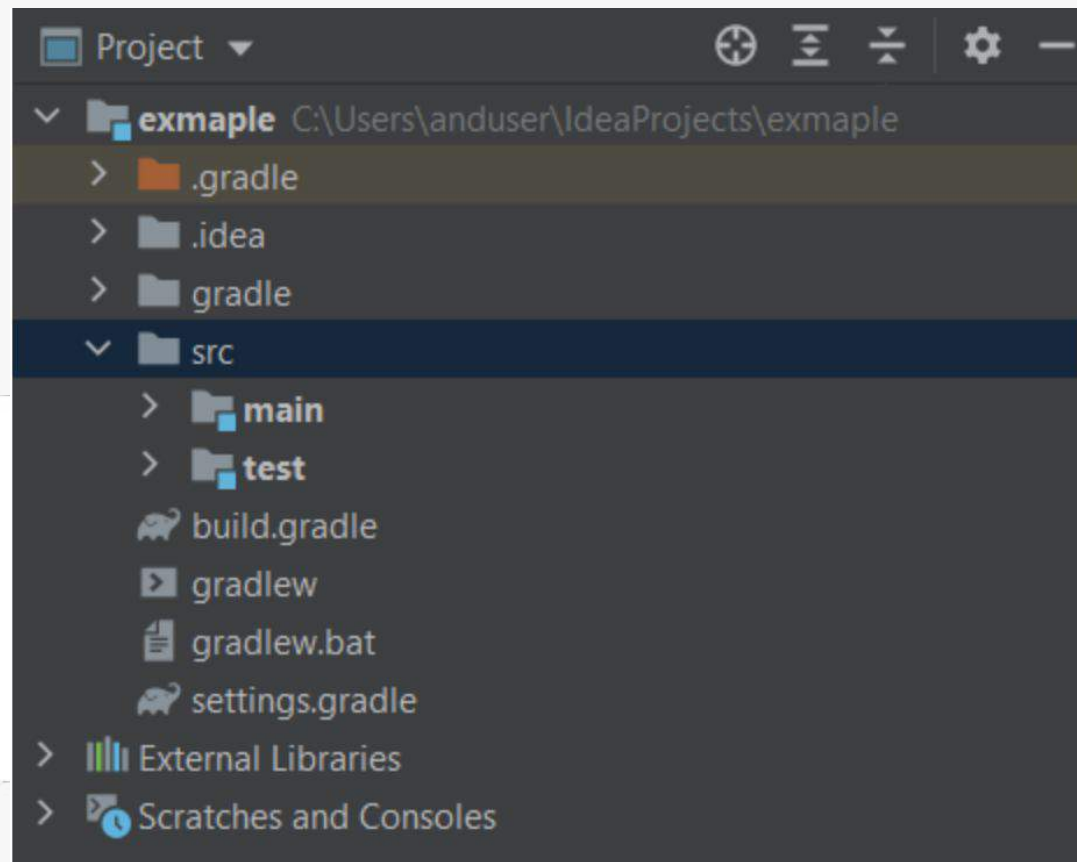 Project
exmaple C:\Users\anduser\IdeaProjects\exmaple
.gradle
.idea
gradle
src
main
test
build.gradle
gradlew
gradlew.bat
settings.gradle
External Libraries
Scratches and Consoles